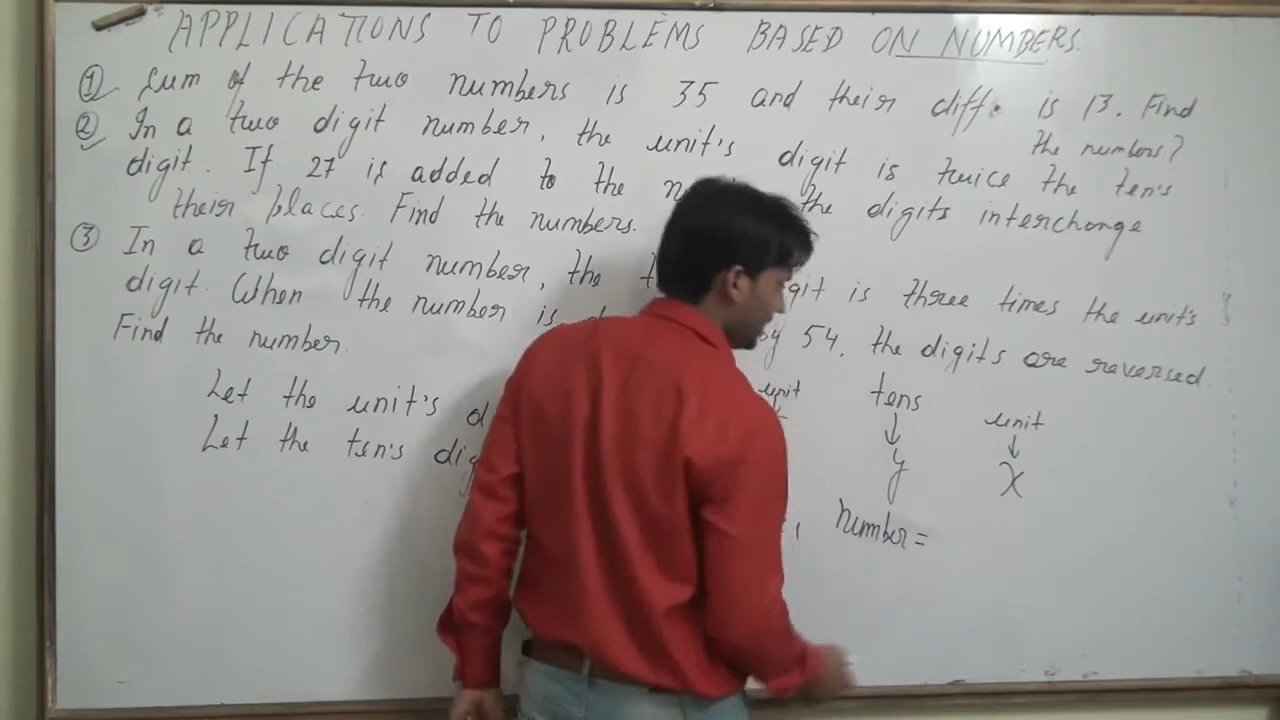 APPLICATIONS TO PROBLEMS BASED ON NUMBERS.
① Sum of the two numbers is 35 and their diff. is 13. Find
the numbers?
② In a two digit number, the unit's digit is twice the ten's
digit. If 27 is added to the the digits interchange
their places. Find the numbers.
③ In a two digit number, the digit is three times the unit's
digit. When the number is by 54, the digits are reversed
Find the number.
Let the unit's unit tens unit
Let the ten's y x
number =